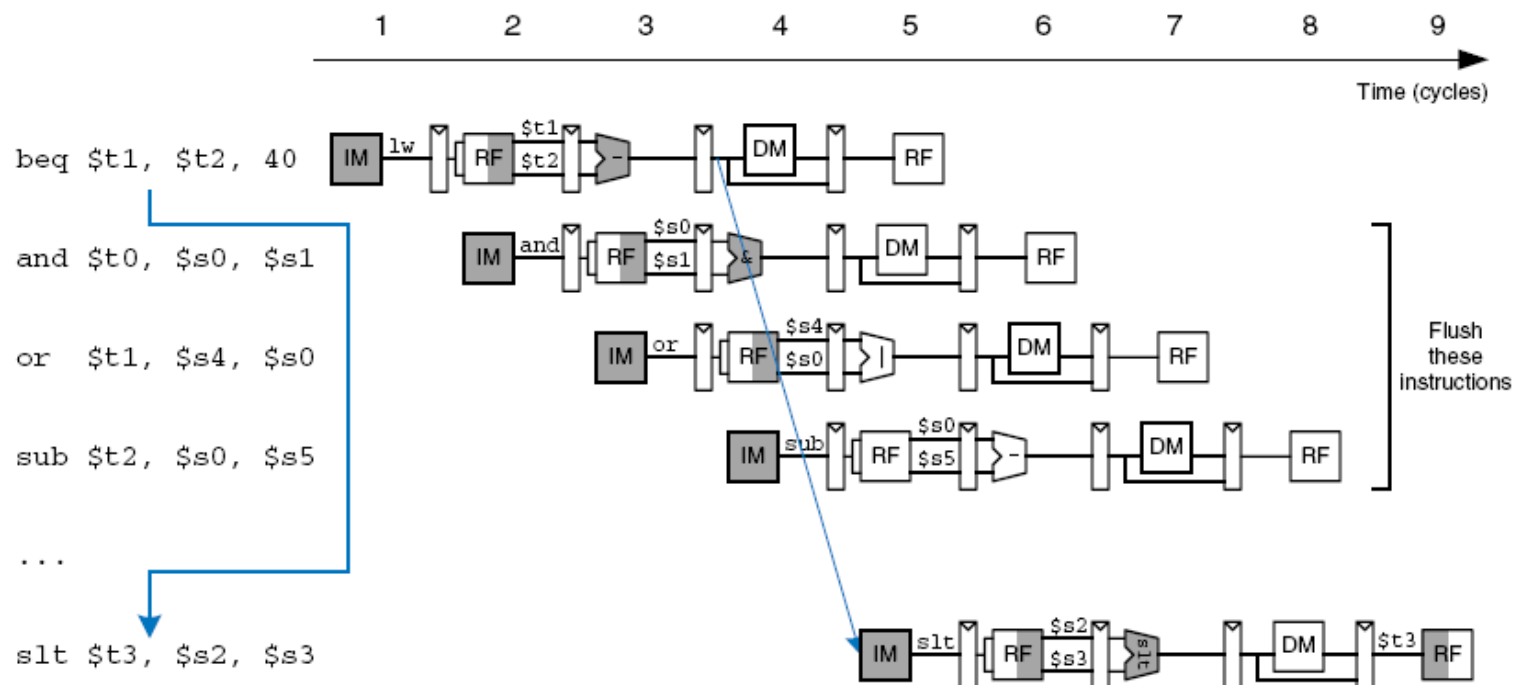 1 2 3 4 5 6 7 8 9
Time (cycles)
beq $t1, $t2, 40 IM lw RF $t1 $t2 - DM RF
and $t0, $s0, $s1 IM and RF $s0 $s1 & DM RF
or $t1, $s4, $s0 IM or RF $s4 $s0 | DM RF
sub $t2, $s0, $s5 IM sub RF $s0 $s5 - DM RF
Flush
these
instructions
...
slt $t3, $s2, $s3 IM slt RF $s2 $s3 slt DM $t3 RF